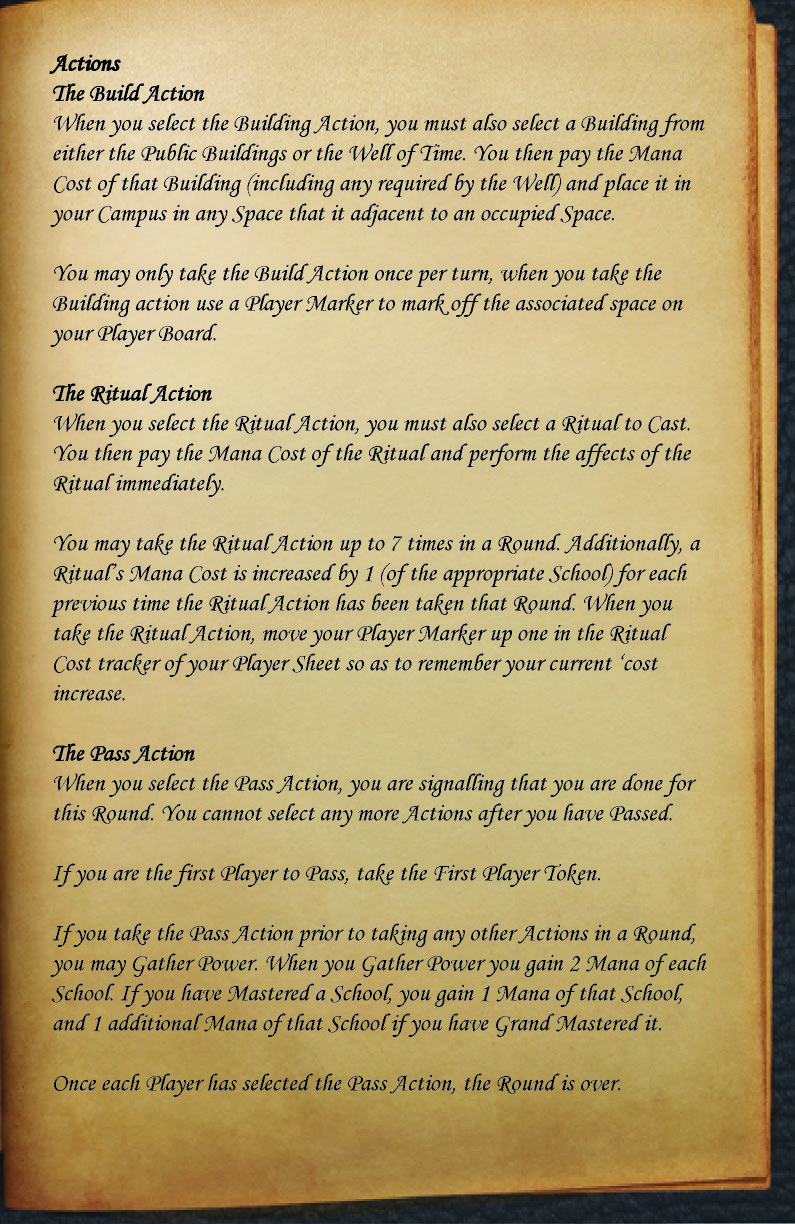 Actions
The Build Action
When you select the Building Action, you must also select a Building from
either the Public Buildings or the Well of Time. You then pay the Mana
Cost of that Building (including any required by the Well) and place it in
your Campus in any Space that it adjacent to an occupied Space.
You may only take the Build Action once per turn, when you take the
Building action use a Player Marker to mark off the associated space on
your Player Board.
The Ritual Action
When you select the Ritual Action, you must also select a Ritual to Cast.
You then pay the Mana Cost of the Ritual and perform the affects of the
Ritual immediately.
You may take the Ritual Action up to 7 times in a Round. Additionally, a
Ritual's Mana Cost is increased by 1 (of the appropriate School) for each
previous time the Ritual Action has been taken that Round. When you
take the Ritual Action, move your Player Marker up one in the Ritual
Cost tracker of your Player Sheet so as to remember your current ‘cost
increase.
The Pass Action
When you select the Pass Action, you are signalling that you are done for
this Round. You cannot select any more Actions after you have Passed.
If you are the first Player to Pass, take the First Player Token.
If you take the Pass Action prior to taking any other Actions in a Round,
you may Gather Power. When you Gather Power you gain 2 Mana of each
School. If you have Mastered a School, you gain 1 Mana of that School,
and 1 additional Mana of that School if you have Grand Mastered it.
Once each Player has selected the Pass Action, the Round is over.